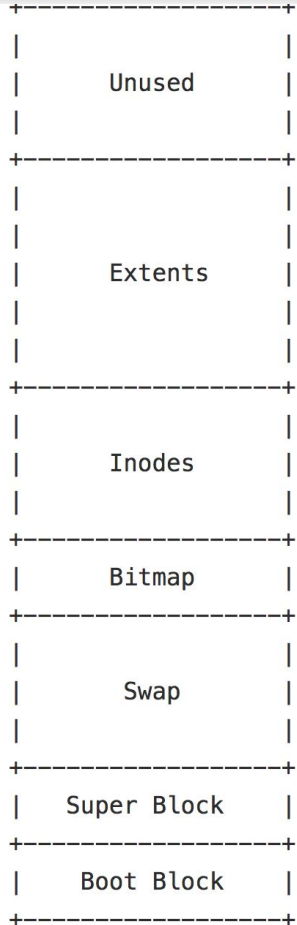 Unused
Extents
Inodes
Bitmap
Swap
Super Block
Boot Block